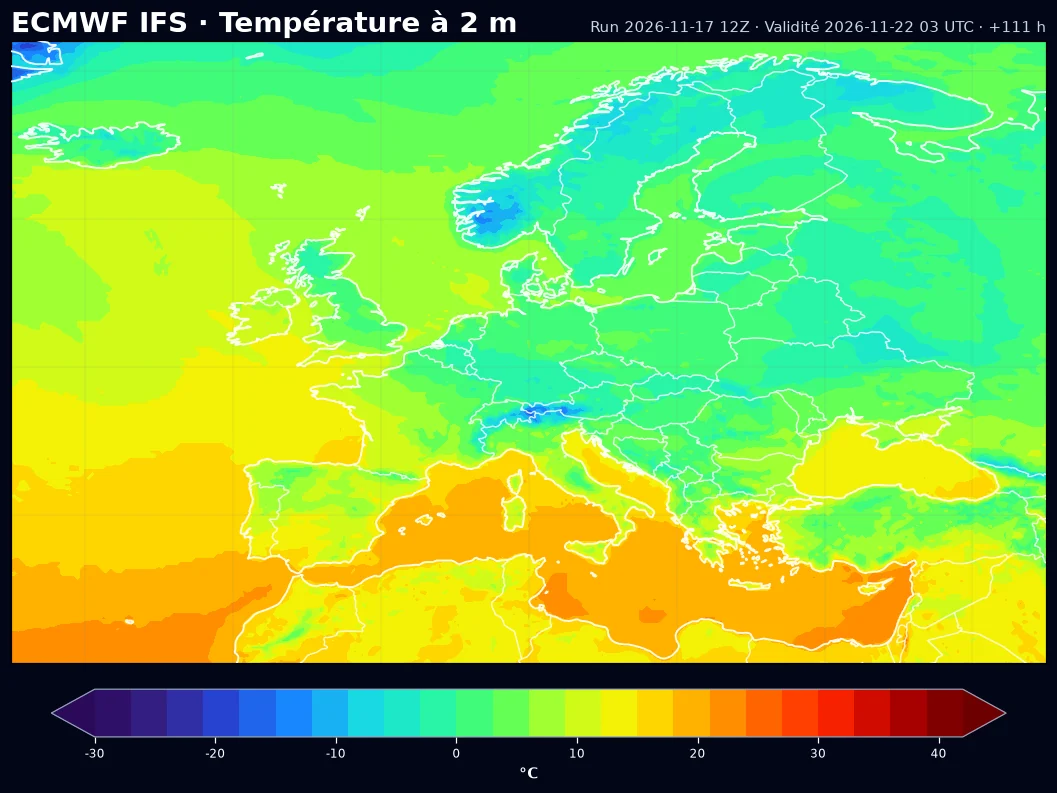 ECMWF IFS · Température à 2 m
Run 2026-11-17 12Z · Validité 2026-11-22 03 UTC · +111 h
-30 -20 -10 0 10 20 30 40
°C